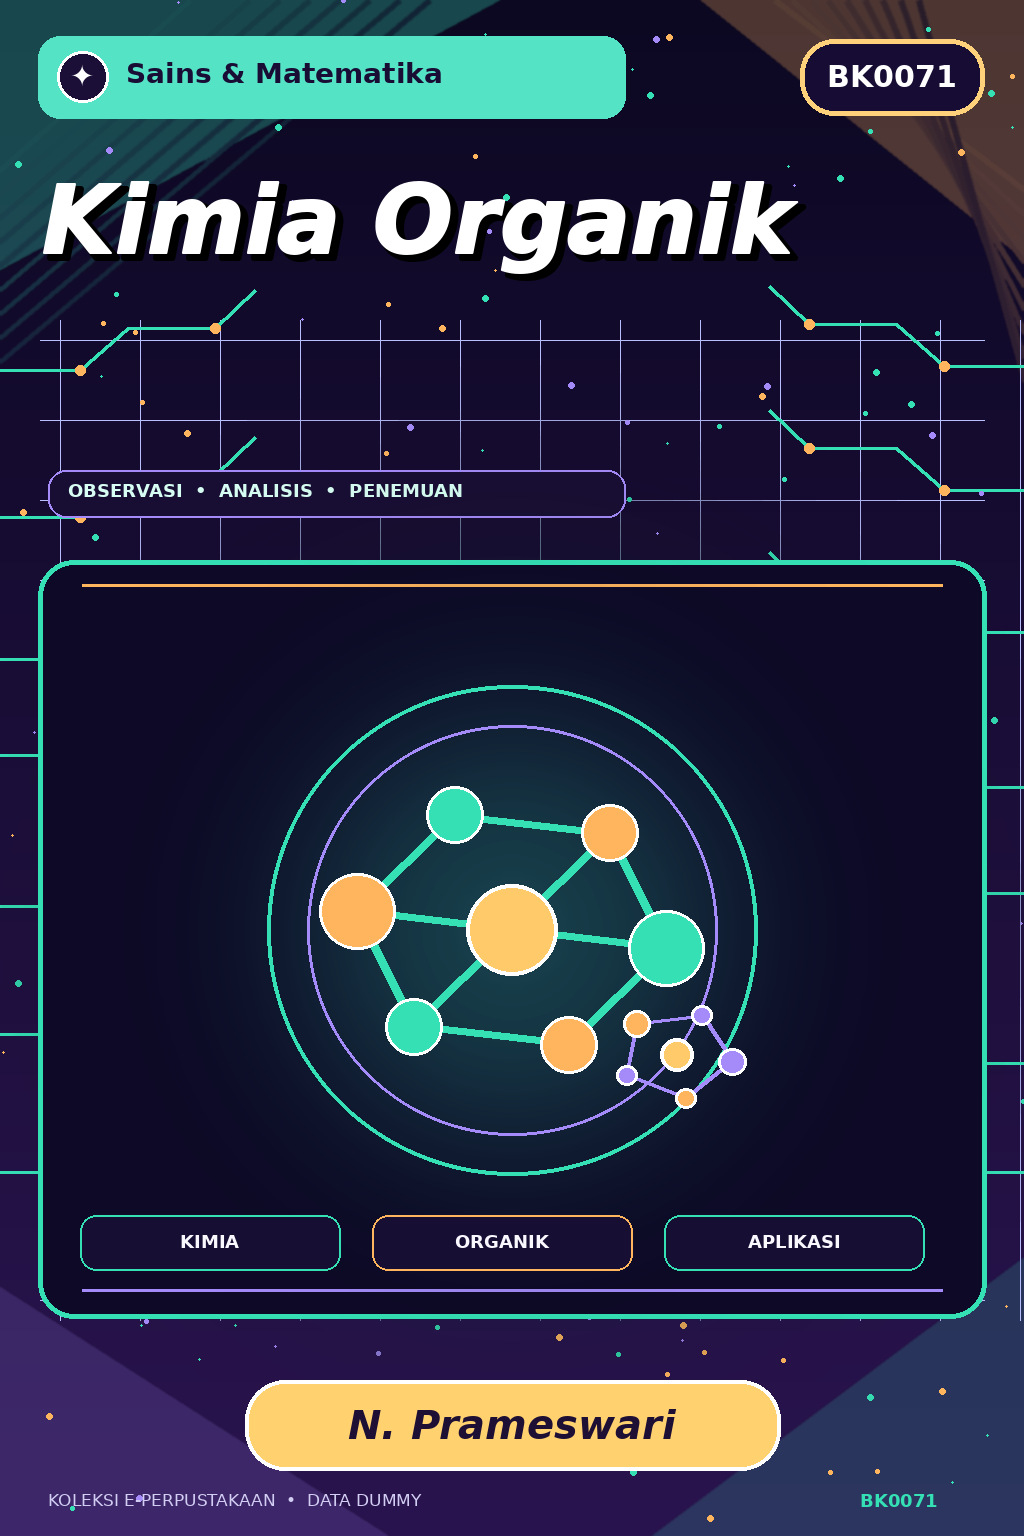 Sains & Matematika
BK0071
Kimia Organik
OBSERVASI • ANALISIS • PENEMUAN
KIMIA
ORGANIK
APLIKASI
N. Prameswari
KOLEKSI E-PERPUSTAKAAN • DATA DUMMY
BK0071